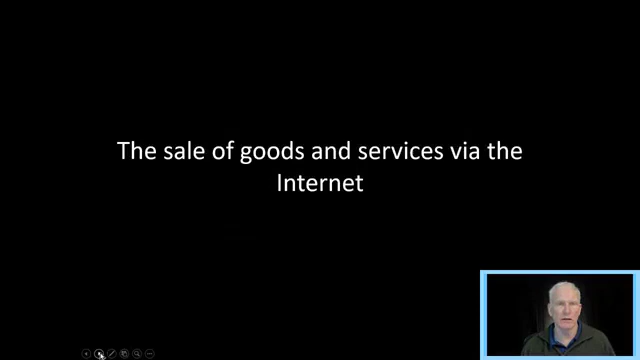 The sale of goods and services via the
Internet